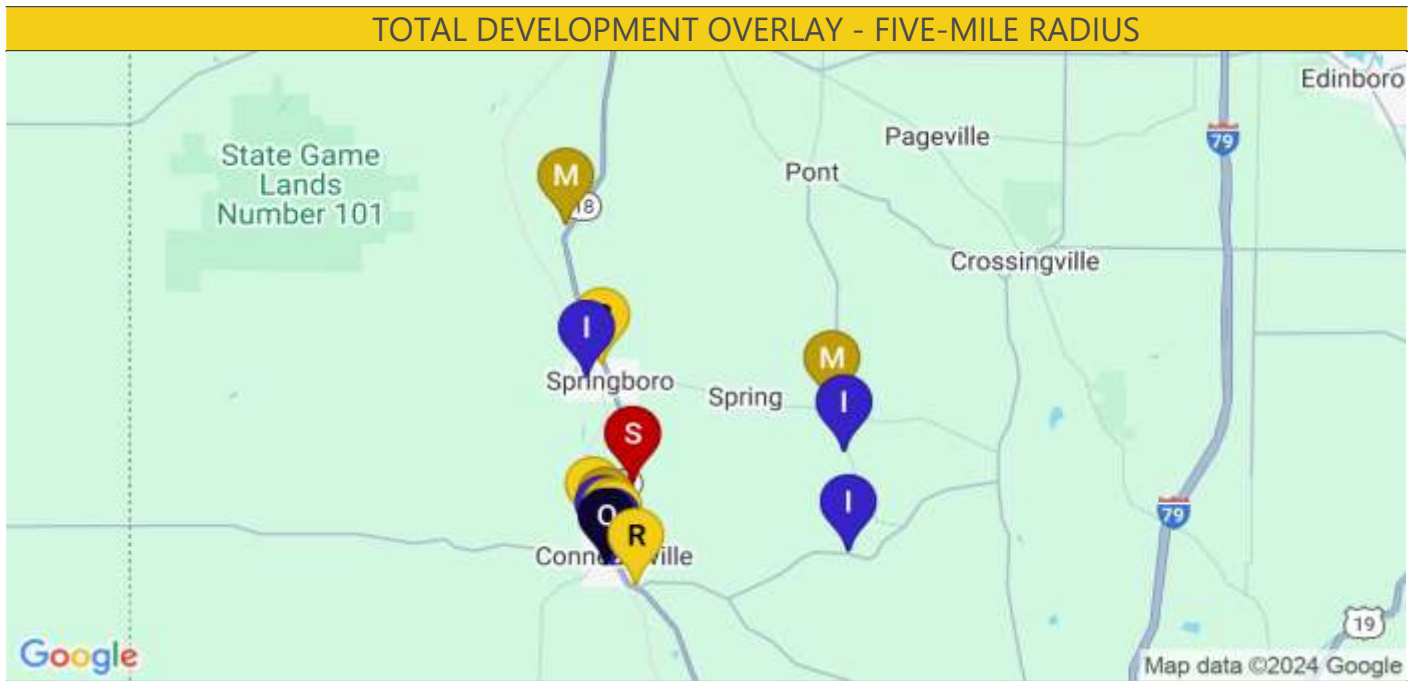 TOTAL DEVELOPMENT OVERLAY - FIVE-MILE RADIUS
Edinboro
79
Pageville
State Game
Lands
Number 101
Pont
M
18
Crossingville
I
M
Springboro
Spring
I
S
I
79
O
R
19
Google
Map data ©2024 Google